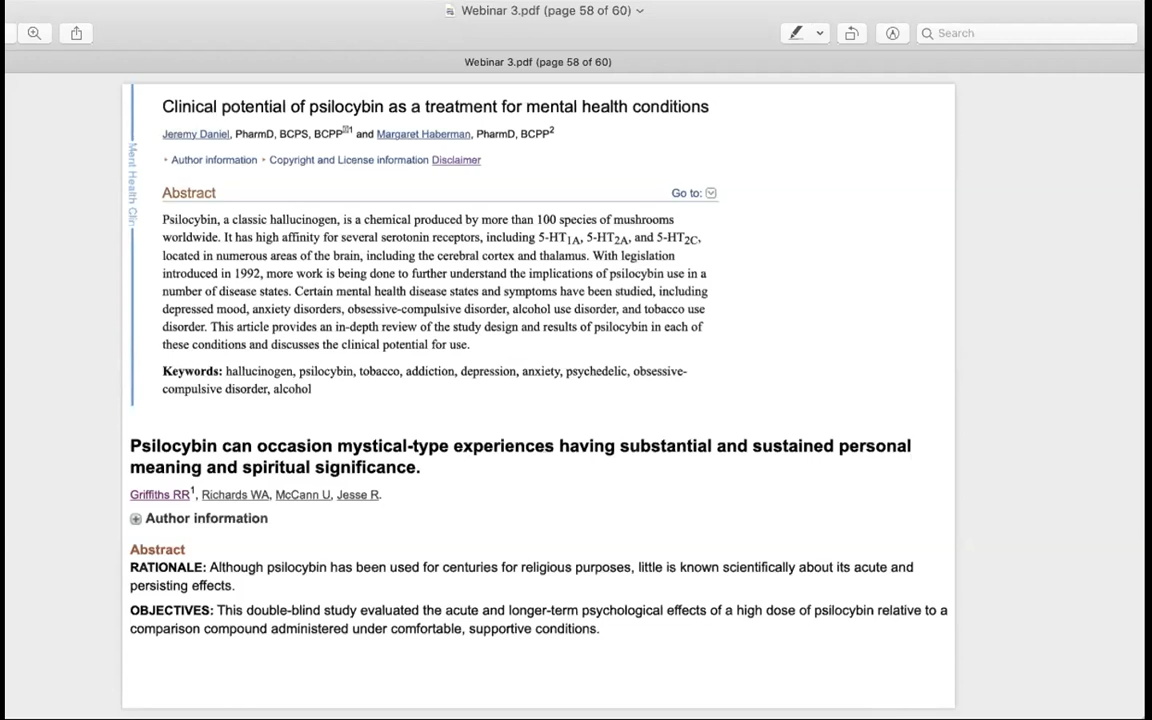 Webinar 3.pdf (page 58 of 60)
Search
Webinar 3.pdf (page 58 of 60)
Ment Health Clin
Clinical potential of psilocybin as a treatment for mental health conditions
Jeremy Daniel, PharmD, BCPS, BCPP✉1 and Margaret Haberman, PharmD, BCPP2
Author information Copyright and License information Disclaimer
Abstract Go to:
Psilocybin, a classic hallucinogen, is a chemical produced by more than 100 species of mushrooms
worldwide. It has high affinity for several serotonin receptors, including 5-HT1A, 5-HT2A, and 5-HT2C,
located in numerous areas of the brain, including the cerebral cortex and thalamus. With legislation
introduced in 1992, more work is being done to further understand the implications of psilocybin use in a
number of disease states. Certain mental health disease states and symptoms have been studied, including
depressed mood, anxiety disorders, obsessive-compulsive disorder, alcohol use disorder, and tobacco use
disorder. This article provides an in-depth review of the study design and results of psilocybin in each of
these conditions and discusses the clinical potential for use.
Keywords: hallucinogen, psilocybin, tobacco, addiction, depression, anxiety, psychedelic, obsessive-
compulsive disorder, alcohol
Psilocybin can occasion mystical-type experiences having substantial and sustained personal
meaning and spiritual significance.
Griffiths RR1, Richards WA, McCann U, Jesse R.
Author information
Abstract
RATIONALE: Although psilocybin has been used for centuries for religious purposes, little is known scientifically about its acute and
persisting effects.
OBJECTIVES: This double-blind study evaluated the acute and longer-term psychological effects of a high dose of psilocybin relative to a
comparison compound administered under comfortable, supportive conditions.